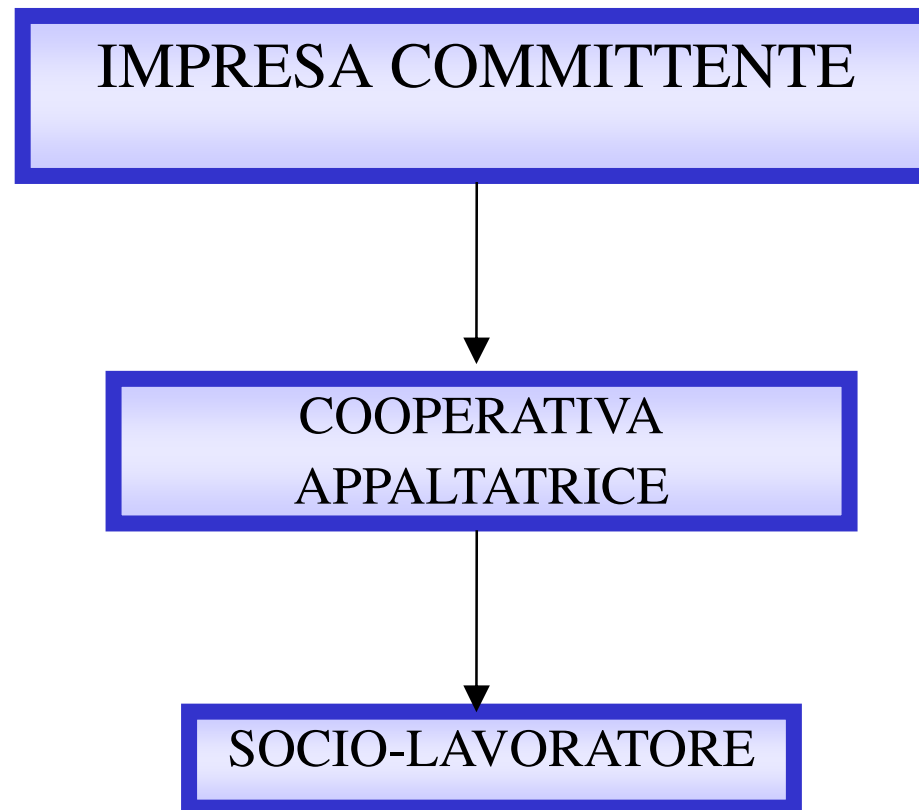 IMPRESA COMMITTENTE
COOPERATIVA
APPALTATRICE
SOCIO-LAVORATORE